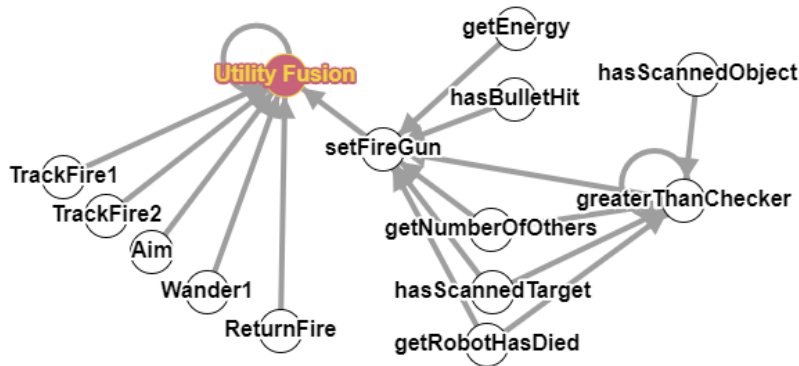 getEnergy
Utility Fusion
hasScannedObject
hasBulletHit
setFireGun
TrackFire1
greaterThanChecker
TrackFire2
getNumberOfOthers
Aim
Wander1
hasScannedTarget
ReturnFire
getRobotHasDied